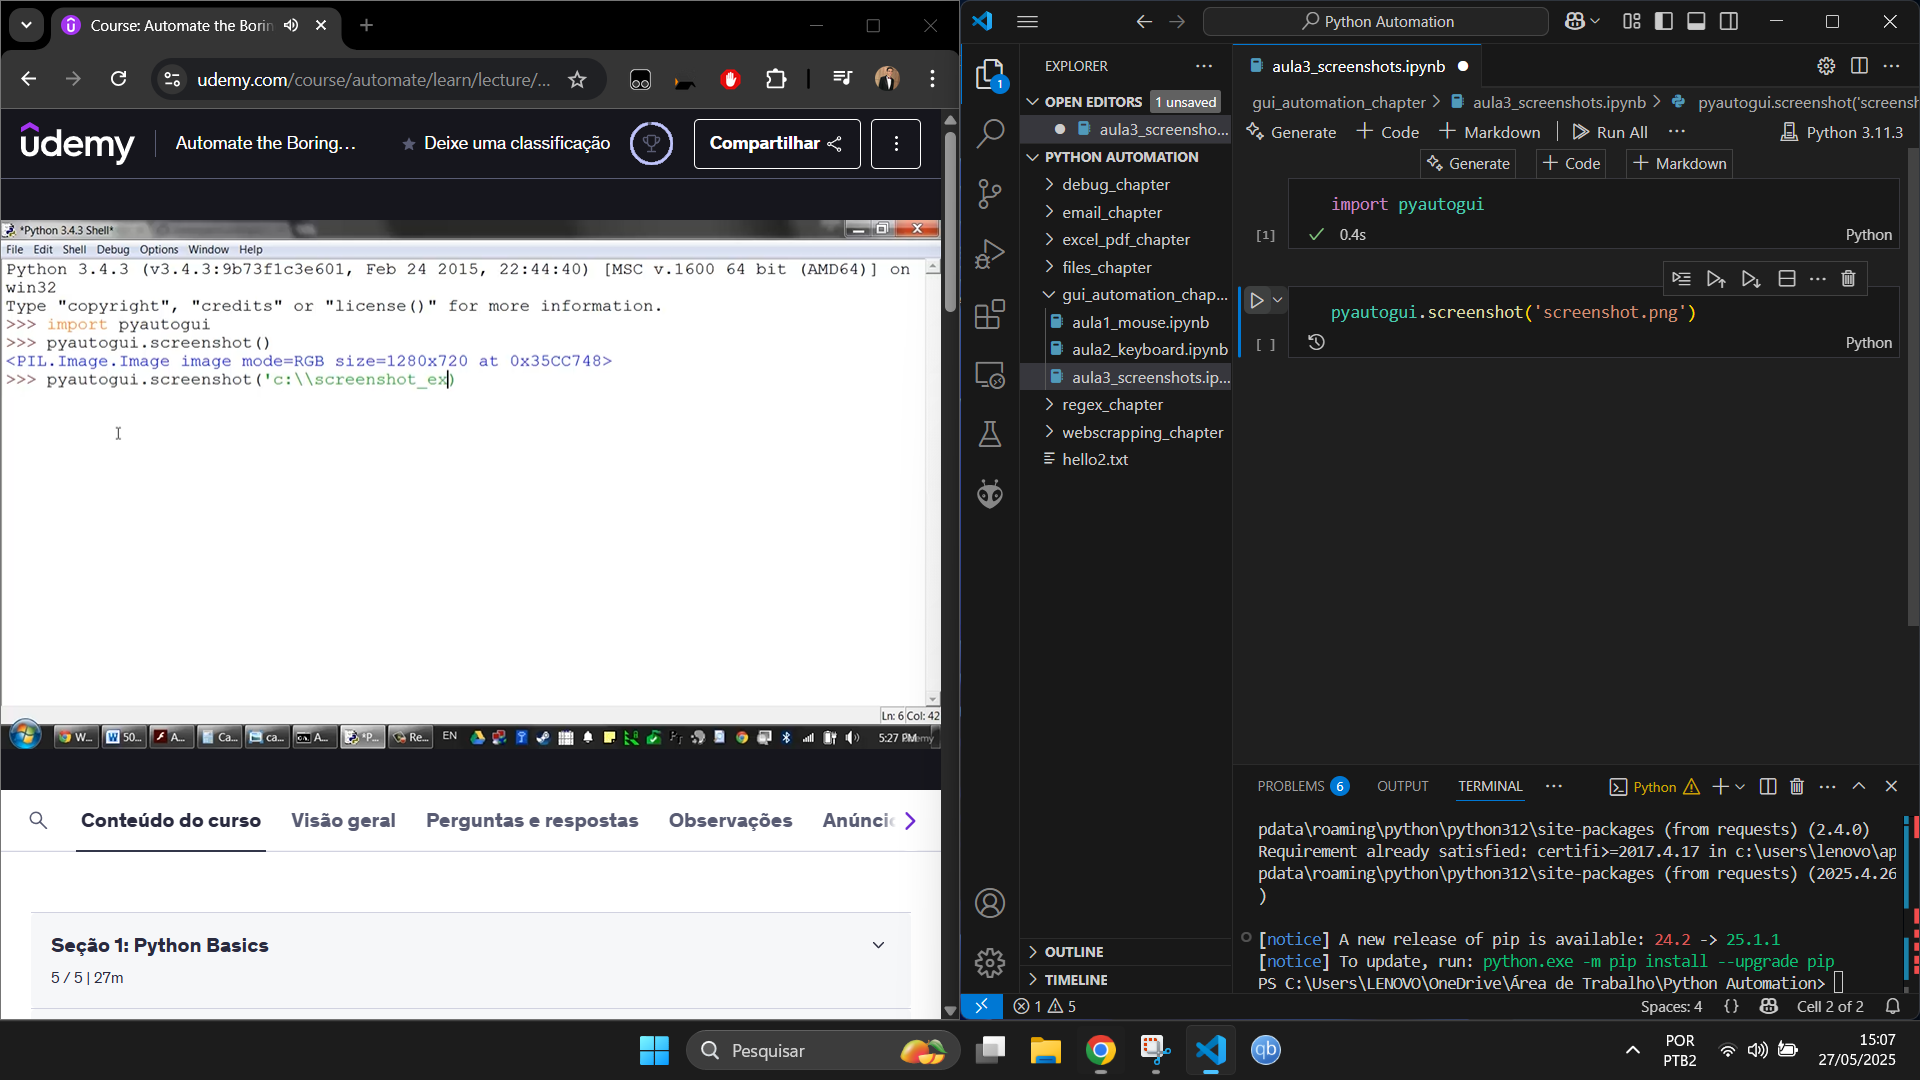 Course: Automate the Boring
udemy.com/course/automate/learn/lecture/...
udemy
Automate the Boring...
Deixe uma classificação
Compartilhar
*Python 3.4.3 Shell*
File Edit Shell Debug Options Window Help
Python 3.4.3 (v3.4.3:9b73f1c3e601, Feb 24 2015, 22:44:40) [MSC v.1600 64 bit (AMD64)] on
win32
Type "copyright", "credits" or "license()" for more information.
>>> import pyautogui
>>> pyautogui.screenshot()
<PIL.Image.Image image mode=RGB size=1280x720 at 0x35CC748>
>>> pyautogui.screenshot('c:\\screenshot_ex)
Ln: 6 Col: 42
W... 50... A... Ca... ca... A... *P... Re... EN 5:27 PM
Conteúdo do curso Visão geral Perguntas e respostas Observações Anúnci
Seção 1: Python Basics
5 / 5 | 27m
Python Automation
EXPLORER
OPEN EDITORS 1 unsaved
aula3_screensho...
PYTHON AUTOMATION
debug_chapter
email_chapter
excel_pdf_chapter
files_chapter
gui_automation_chap...
aula1_mouse.ipynb
aula2_keyboard.ipynb
aula3_screenshots.ip...
regex_chapter
webscrapping_chapter
hello2.txt
OUTLINE
TIMELINE
aula3_screenshots.ipynb
gui_automation_chapter > aula3_screenshots.ipynb > pyautogui.screenshot('screensh
Generate + Code + Markdown Run All ... Python 3.11.3
Generate + Code + Markdown
import pyautogui
[1] 0.4s Python
pyautogui.screenshot('screenshot.png')
[ ] Python
PROBLEMS 6 OUTPUT TERMINAL ... Python
pdata\roaming\python\python312\site-packages (from requests) (2.4.0)
Requirement already satisfied: certifi>=2017.4.17 in c:\users\lenovo\ap
pdata\roaming\python\python312\site-packages (from requests) (2025.4.26
)
[notice] A new release of pip is available: 24.2 -> 25.1.1
[notice] To update, run: python.exe -m pip install --upgrade pip
PS C:\Users\LENOVO\OneDrive\Área de Trabalho\Python Automation>
1 5 Spaces: 4 {} Cell 2 of 2
Pesquisar
qb
POR
PTB2
15:07
27/05/2025